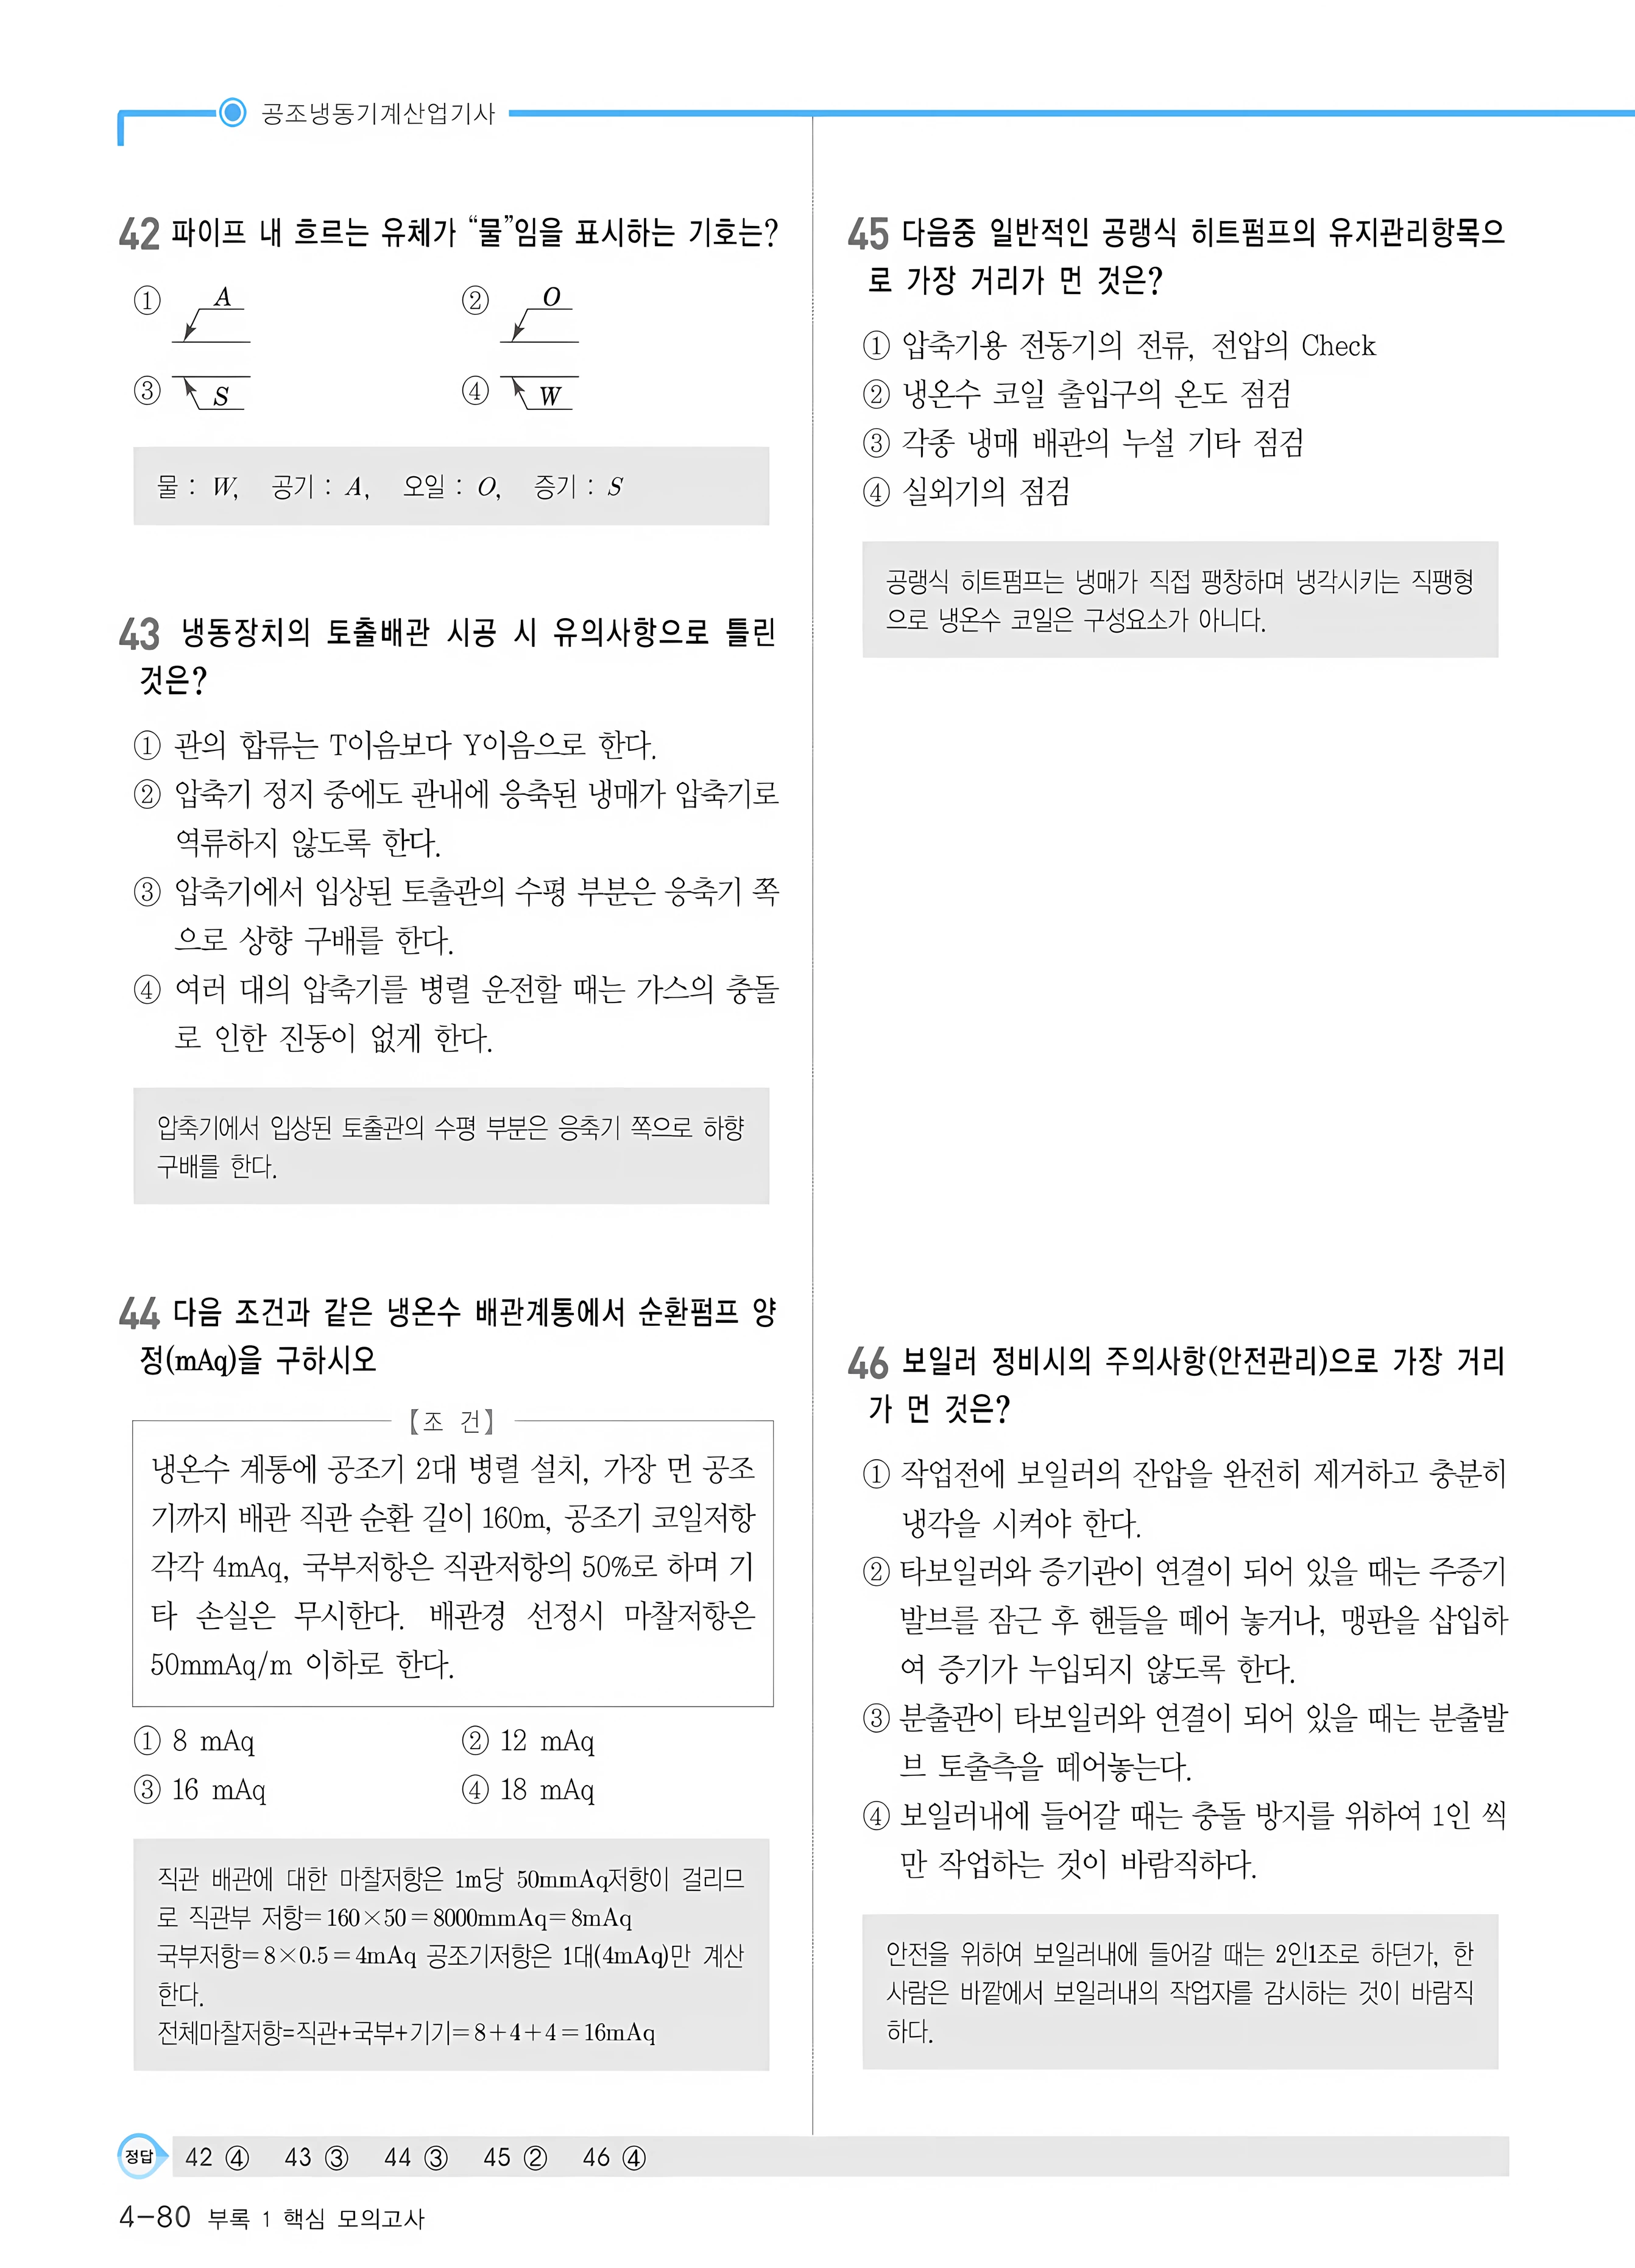 공조냉동기계산업기사
42 파이프 내 흐르는 유체가 “물”임을 표시하는 기호는?
① A ② O
③ S ④ W
물 : W, 공기 : A, 오일 : O, 증기 : S
43 냉동장치의 토출배관 시공 시 유의사항으로 틀린
것은?
① 관의 합류는 T이음보다 Y이음으로 한다.
② 압축기 정지 중에도 관내에 응축된 냉매가 압축기로
역류하지 않도록 한다.
③ 압축기에서 입상된 토출관의 수평 부분은 응축기 쪽
으로 상향 구배를 한다.
④ 여러 대의 압축기를 병렬 운전할 때는 가스의 충돌
로 인한 진동이 없게 한다.
압축기에서 입상된 토출관의 수평 부분은 응축기 쪽으로 하향
구배를 한다.
44 다음 조건과 같은 냉온수 배관계통에서 순환펌프 양
정(mAq)을 구하시오
【조 건】
냉온수 계통에 공조기 2대 병렬 설치, 가장 먼 공조
기까지 배관 직관 순환 길이 160m, 공조기 코일저항
각각 4mAq, 국부저항은 직관저항의 50%로 하며 기
타 손실은 무시한다. 배관경 선정시 마찰저항은
50mmAq/m 이하로 한다.
① 8 mAq ② 12 mAq
③ 16 mAq ④ 18 mAq
직관 배관에 대한 마찰저항은 1m당 50mmAq저항이 걸리므
로 직관부 저항=160×50=8000mmAq=8mAq
국부저항=8×0.5=4mAq 공조기저항은 1대(4mAq)만 계산
한다.
전체마찰저항=직관+국부+기기=8+4+4=16mAq
45 다음중 일반적인 공랭식 히트펌프의 유지관리항목으
로 가장 거리가 먼 것은?
① 압축기용 전동기의 전류, 전압의 Check
② 냉온수 코일 출입구의 온도 점검
③ 각종 냉매 배관의 누설 기타 점검
④ 실외기의 점검
공랭식 히트펌프는 냉매가 직접 팽창하며 냉각시키는 직팽형
으로 냉온수 코일은 구성요소가 아니다.
46 보일러 정비시의 주의사항(안전관리)으로 가장 거리
가 먼 것은?
① 작업전에 보일러의 잔압을 완전히 제거하고 충분히
냉각을 시켜야 한다.
② 타보일러와 증기관이 연결이 되어 있을 때는 주증기
발브를 잠근 후 핸들을 떼어 놓거나, 맹판을 삽입하
여 증기가 누입되지 않도록 한다.
③ 분출관이 타보일러와 연결이 되어 있을 때는 분출발
브 토출측을 떼어놓는다.
④ 보일러내에 들어갈 때는 충돌 방지를 위하여 1인 씩
만 작업하는 것이 바람직하다.
안전을 위하여 보일러내에 들어갈 때는 2인1조로 하던가, 한
사람은 바깥에서 보일러내의 작업자를 감시하는 것이 바람직
하다.
정답 42 ④ 43 ③ 44 ③ 45 ② 46 ④
4-80 부록 1 핵심 모의고사